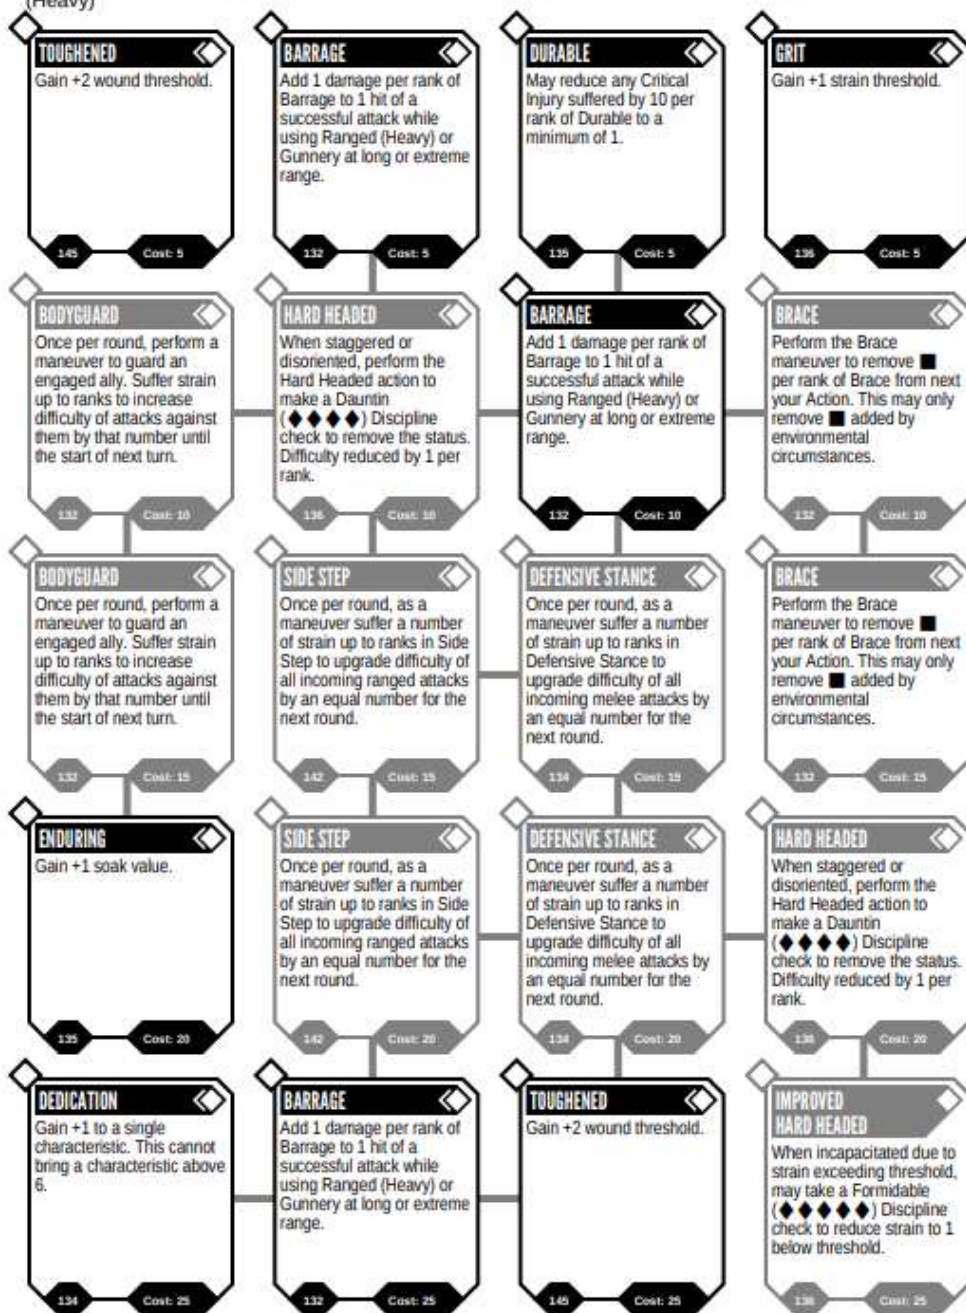 (Heavy)
TOUGHENED
Gain +2 wound threshold.
145
Cost: 5
BARRAGE
Add 1 damage per rank of
Barrage to 1 hit of a
successful attack while
using Ranged (Heavy) or
Gunnery at long or extreme
range.
132
Cost: 5
DURABLE
May reduce any Critical
Injury suffered by 10 per
rank of Durable to a
minimum of 1.
135
Cost: 5
GRIT
Gain +1 strain threshold.
136
Cost: 5
BODYGUARD
Once per round, perform a
maneuver to guard an
engaged ally. Suffer strain
up to ranks to increase
difficulty of attacks against
them by that number until
the start of next turn.
132
Cost: 10
HARD HEADED
When staggered or
disoriented, perform the
Hard Headed action to
make a Dauntin
(◆◆◆◆) Discipline
check to remove the status.
Difficulty reduced by 1 per
rank.
136
Cost: 10
BARRAGE
Add 1 damage per rank of
Barrage to 1 hit of a
successful attack while
using Ranged (Heavy) or
Gunnery at long or extreme
range.
132
Cost: 10
BRACE
Perform the Brace
maneuver to remove ■
per rank of Brace from next
your Action. This may only
remove ■ added by
environmental
circumstances.
132
Cost: 10
BODYGUARD
Once per round, perform a
maneuver to guard an
engaged ally. Suffer strain
up to ranks to increase
difficulty of attacks against
them by that number until
the start of next turn.
132
Cost: 15
SIDE STEP
Once per round, as a
maneuver suffer a number
of strain up to ranks in Side
Step to upgrade difficulty of
all incoming ranged attacks
by an equal number for the
next round.
142
Cost: 15
DEFENSIVE STANCE
Once per round, as a
maneuver suffer a number
of strain up to ranks in
Defensive Stance to
upgrade difficulty of all
incoming melee attacks by
an equal number for the
next round.
134
Cost: 15
BRACE
Perform the Brace
maneuver to remove ■
per rank of Brace from next
your Action. This may only
remove ■ added by
environmental
circumstances.
132
Cost: 15
ENDURING
Gain +1 soak value.
135
Cost: 20
SIDE STEP
Once per round, as a
maneuver suffer a number
of strain up to ranks in Side
Step to upgrade difficulty of
all incoming ranged attacks
by an equal number for the
next round.
142
Cost: 20
DEFENSIVE STANCE
Once per round, as a
maneuver suffer a number
of strain up to ranks in
Defensive Stance to
upgrade difficulty of all
incoming melee attacks by
an equal number for the
next round.
134
Cost: 20
HARD HEADED
When staggered or
disoriented, perform the
Hard Headed action to
make a Dauntin
(◆◆◆◆) Discipline
check to remove the status.
Difficulty reduced by 1 per
rank.
136
Cost: 20
DEDICATION
Gain +1 to a single
characteristic. This cannot
bring a characteristic above
6.
134
Cost: 25
BARRAGE
Add 1 damage per rank of
Barrage to 1 hit of a
successful attack while
using Ranged (Heavy) or
Gunnery at long or extreme
range.
132
Cost: 25
TOUGHENED
Gain +2 wound threshold.
145
Cost: 25
IMPROVED
HARD HEADED
When incapacitated due to
strain exceeding threshold,
may take a Formidable
(◆◆◆◆◆) Discipline
check to reduce strain to 1
below threshold.
136
Cost: 25